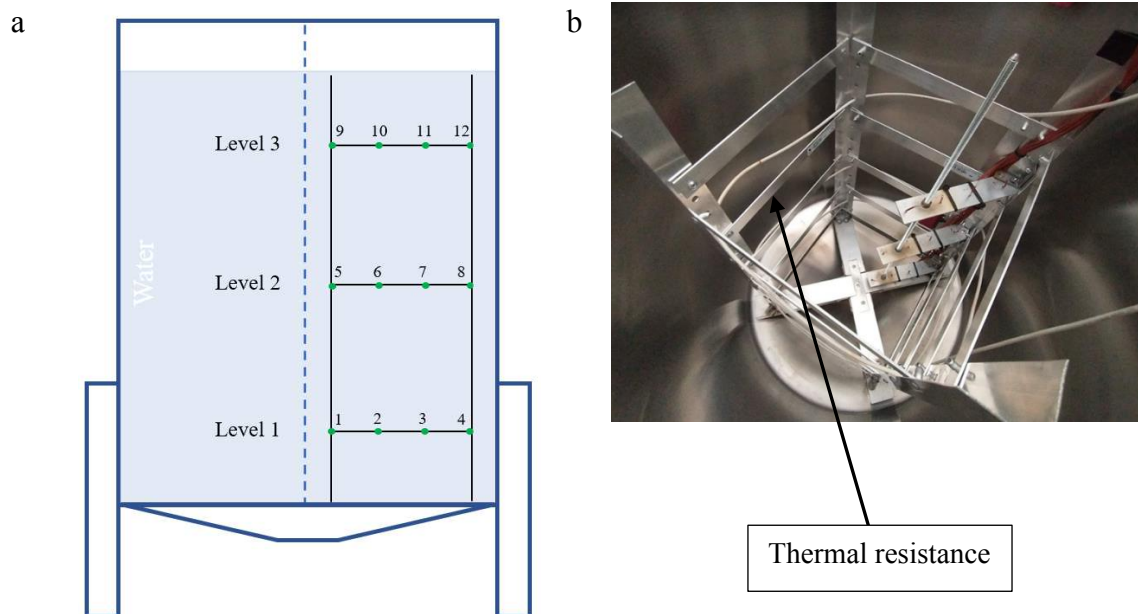 a
b
9 10 11 12
Level 3
Water
5 6 7 8
Level 2
1 2 3 4
Level 1
Thermal resistance